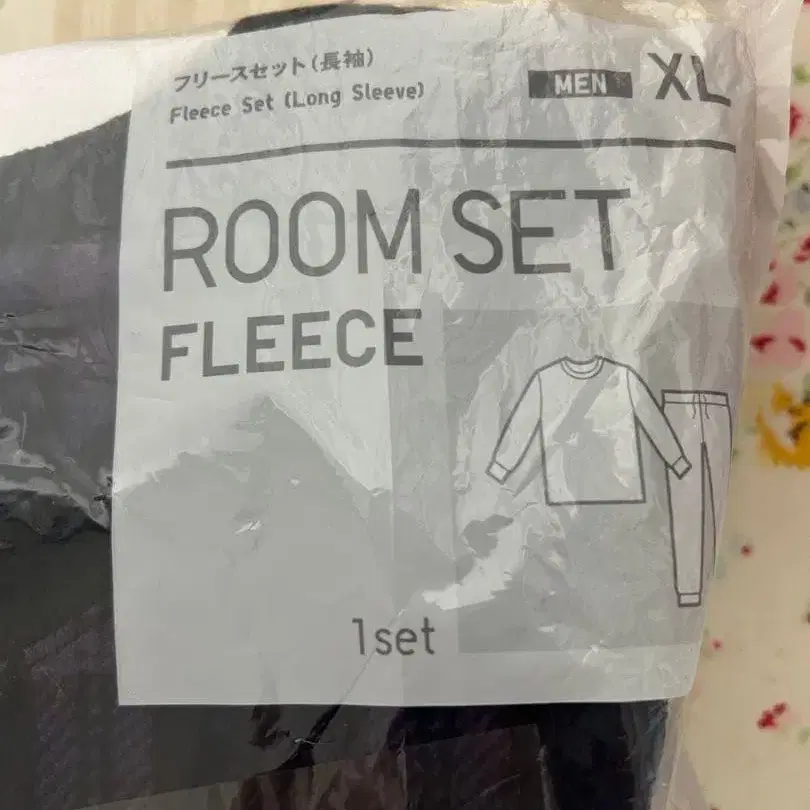 フリースセット(長袖)
Fleece Set (Long Sleeve)
MEN XL
ROOM SET
FLEECE
1set